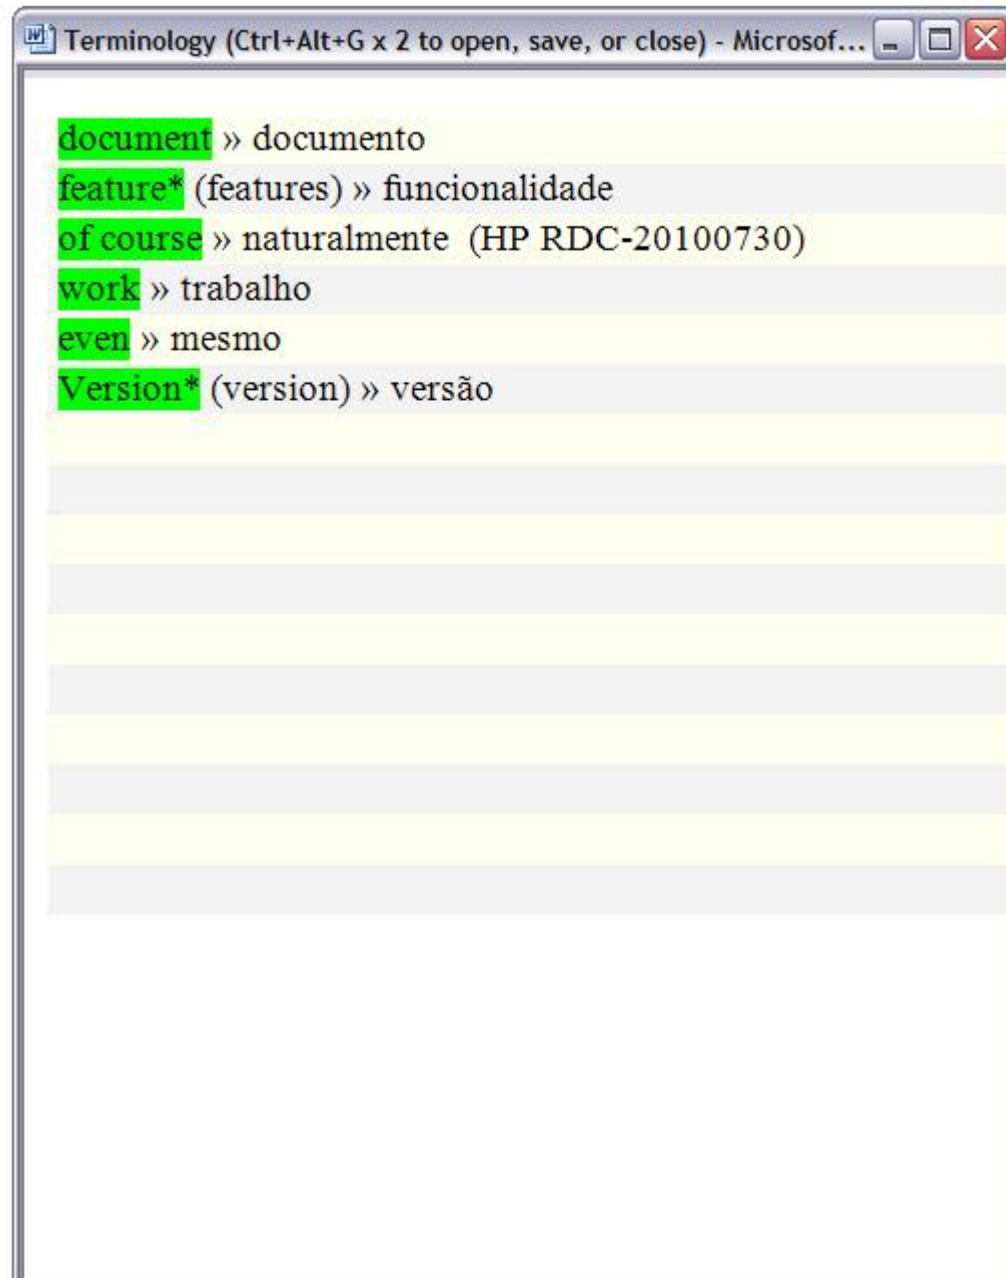 Terminology (Ctrl+Alt+G x 2 to open, save, or close) - Microsof...
document » documento
feature* (features) » funcionalidade
of course » naturalmente  (HP RDC-20100730)
work » trabalho
even » mesmo
Version* (version) » versão